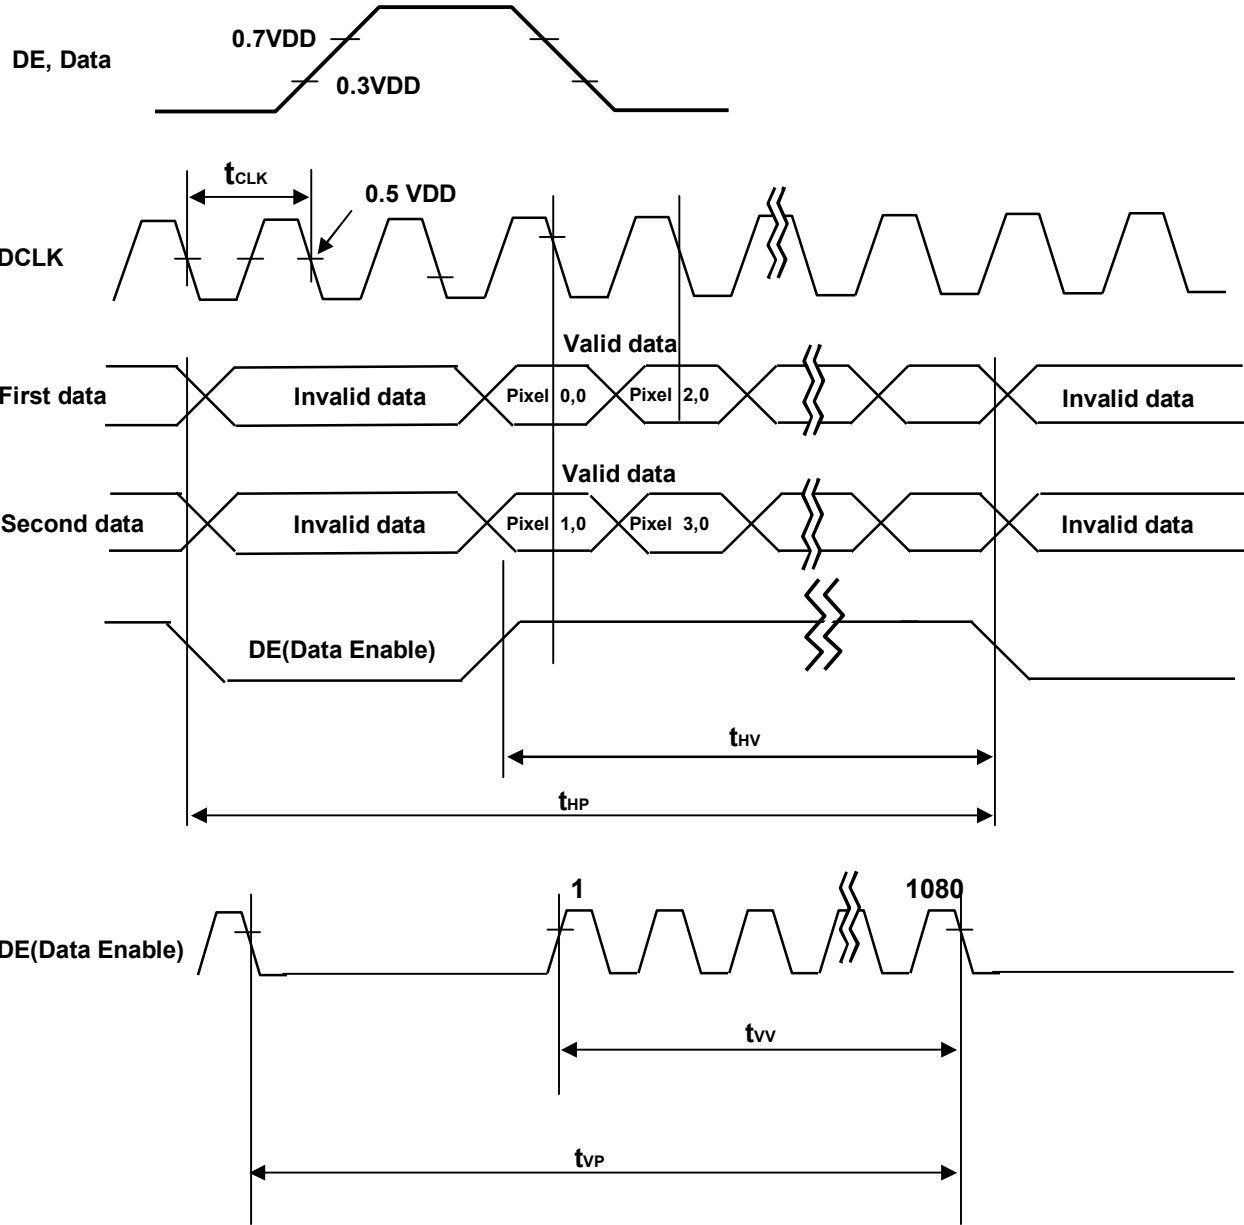 0.7VDD
DE, Data
0.3VDD
tCLK
0.5 VDD
DCLK
Valid data
First data
Invalid data
Pixel 0,0
Pixel 2,0
Invalid data
Valid data
Second data
Invalid data
Pixel 1,0
Pixel 3,0
Invalid data
DE(Data Enable)
tHV
tHP
1
1080
DE(Data Enable)
tVV
tVP